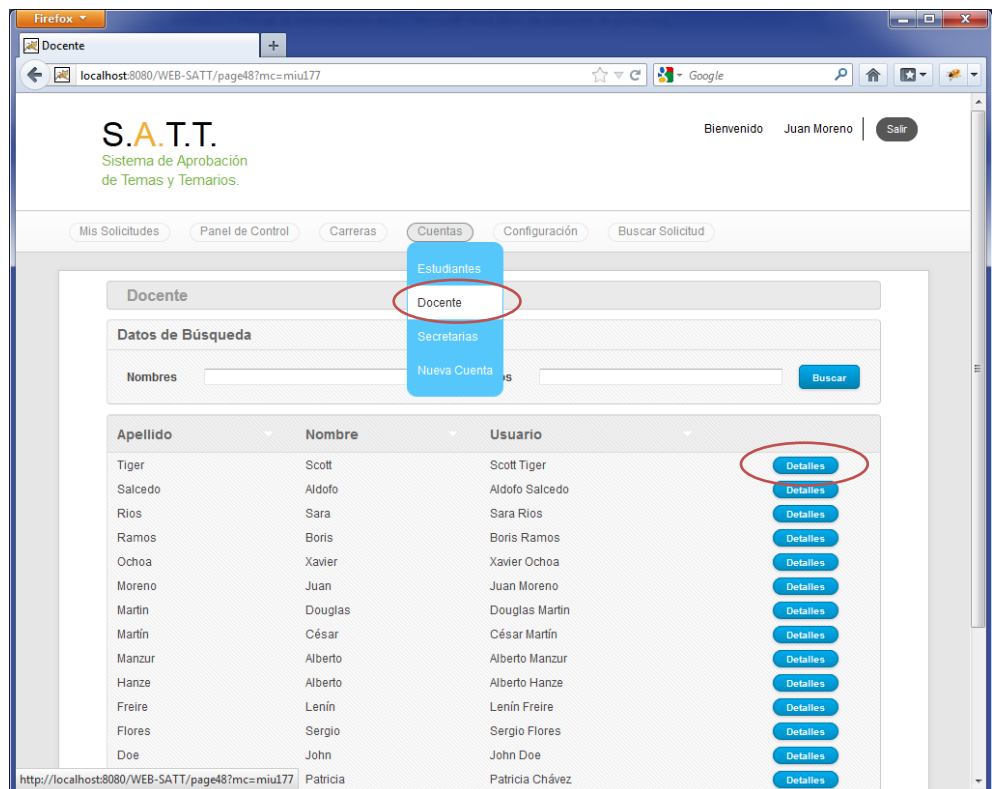 Firefox
Docente
localhost:8080/WEB-SATT/page48?mc=miu177
Google
S.A.T.T.
Sistema de Aprobación
de Temas y Temarios.
Bienvenido Juan Moreno Salir
Mis Solicitudes Panel de Control Carreras Cuentas Configuración Buscar Solicitud
Estudiantes
Docente
Secretarias
Nueva Cuenta
Docente
Datos de Búsqueda
Nombres Buscar
Apellido Nombre Usuario
Tiger Scott Scott Tiger Detalles
Salcedo Aldofo Aldofo Salcedo Detalles
Rios Sara Sara Rios Detalles
Ramos Boris Boris Ramos Detalles
Ochoa Xavier Xavier Ochoa Detalles
Moreno Juan Juan Moreno Detalles
Martin Douglas Douglas Martin Detalles
Martín César César Martín Detalles
Manzur Alberto Alberto Manzur Detalles
Hanze Alberto Alberto Hanze Detalles
Freire Lenín Lenín Freire Detalles
Flores Sergio Sergio Flores Detalles
Doe John John Doe Detalles
Patricia Patricia Chávez Detalles
http://localhost:8080/WEB-SATT/page48?mc=miu177